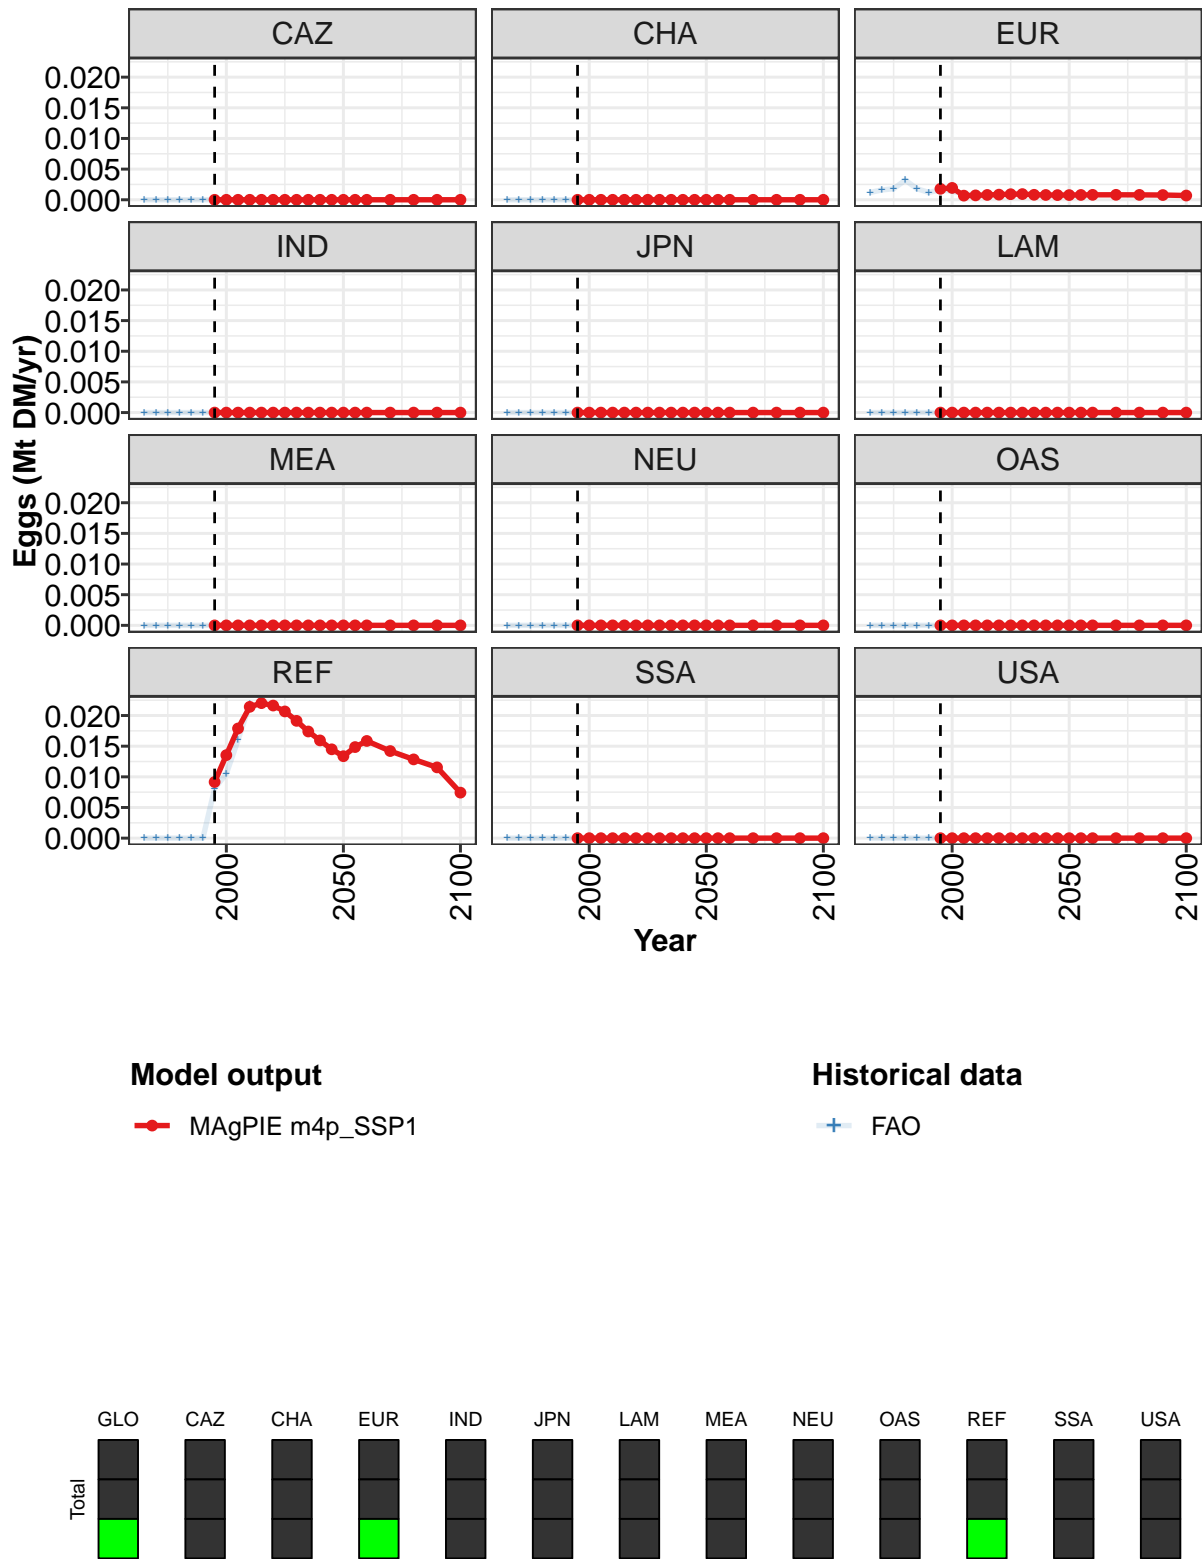 CAZ CHA EUR
0.020
0.015
0.010
0.005
0.000
IND JPN LAM
0.020
0.015
0.010
0.005
0.000
MEA NEU OAS
0.020
0.015
0.010
0.005
0.000
REF SSA USA
0.020
0.015
0.010
0.005
0.000
Eggs (Mt DM/yr)
2000 2050 2100 2000 2050 2100 2000 2050 2100
Year
Model output Historical data
MAgPIE m4p_SSP1 FAO
GLO CAZ CHA EUR IND JPN LAM MEA NEU OAS REF SSA USA
Total